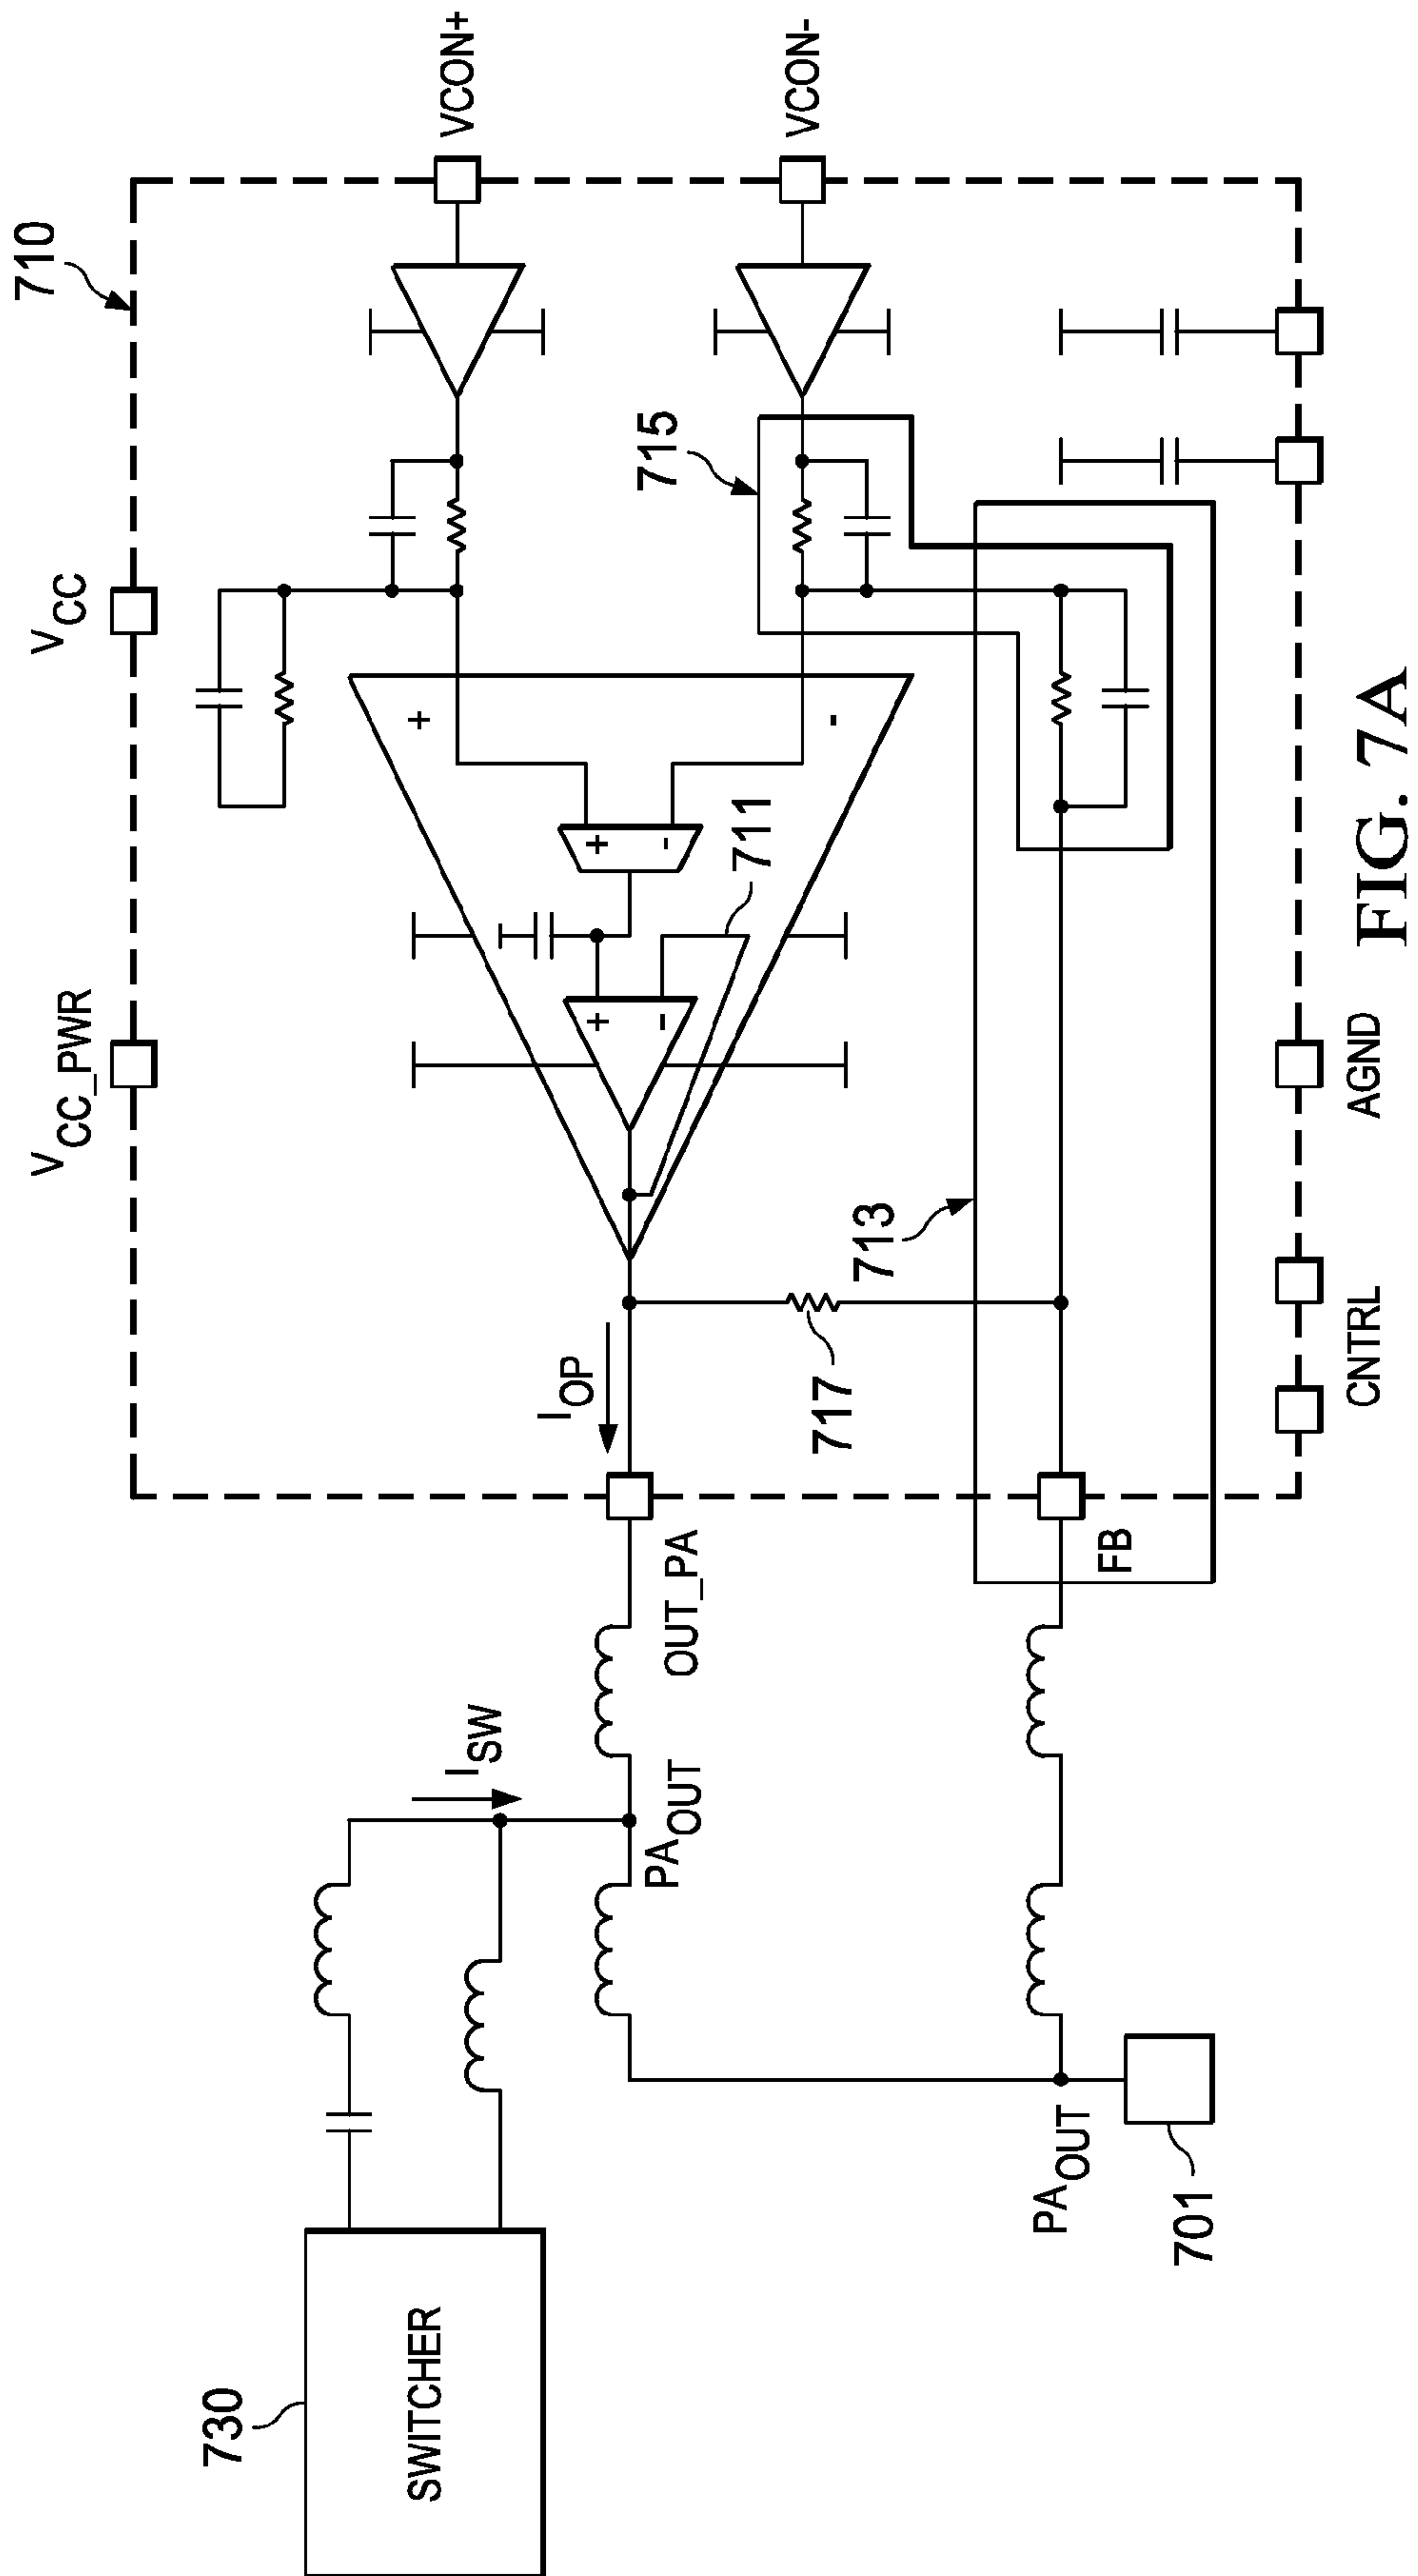 710
VCC_PWR
VCC
VCON+
VCON-
715
+
-
+
-
+
-
711
713
717
IOP
ISW
OUT_PA
PAOUT
FB
PAOUT
701
730
SWITCHER
CNTRL
AGND
FIG. 7A